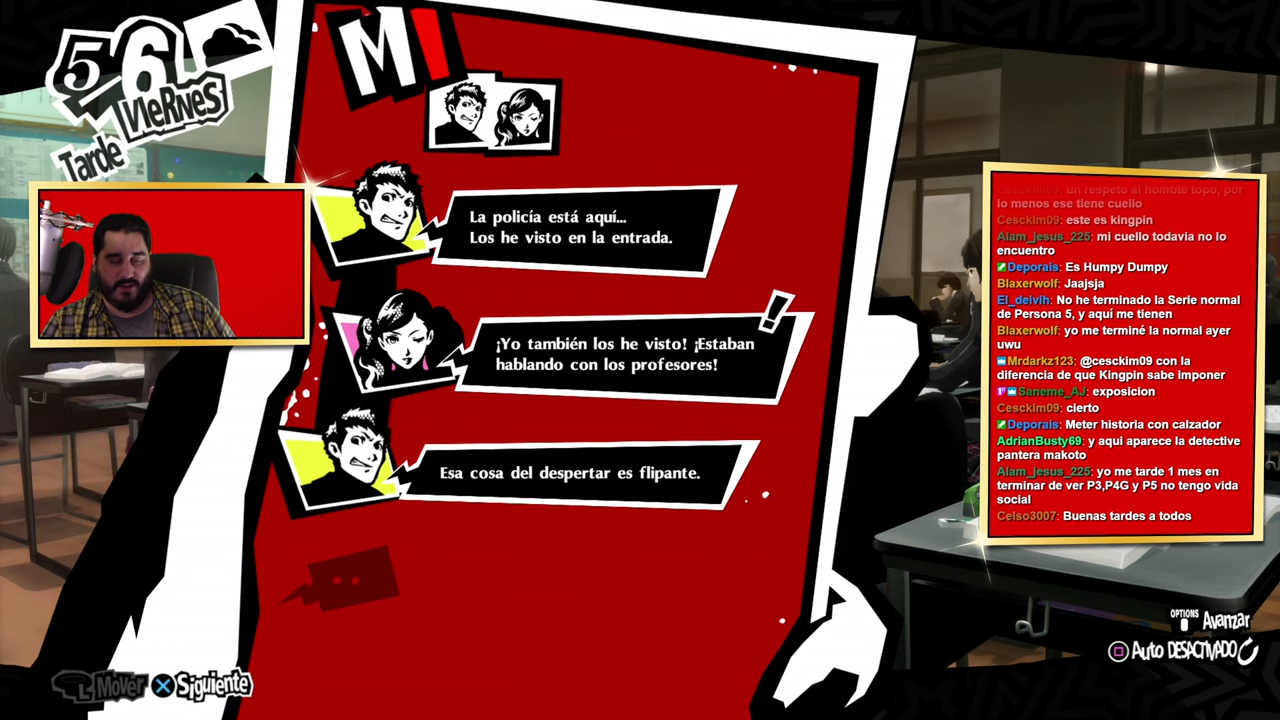 5/6
Viernes
Tarde
MI
La policía está aquí...
Los he visto en la entrada.
¡Yo también los he visto! ¡Estaban
hablando con los profesores!
!
Esa cosa del despertar es flipante.
Cesckim09: un respeto al hombte topo, por
lo menos ese tiene cuello
Cesckim09: este es kingpin
Alam_jesus_225: mi cuello todavia no lo
encuentro
Deporais: Es Humpy Dumpy
Blaxerwolf: Jaajsja
El_deivih: No he terminado la Serie normal
de Persona 5, y aquí me tienen
Blaxerwolf: yo me terminé la normal ayer
uwu
Mrdarkz123: @cesckim09 con la
diferencia de que Kingpin sabe imponer
Saneme_AJ: exposicion
Cesckim09: cierto
Deporais: Meter historia con calzador
AdrianBusty69: y aqui aparece la detective
pantera makoto
Alam_jesus_225: yo me tarde 1 mes en
terminar de ver P3,P4G y P5 no tengo vida
social
Celso3007: Buenas tardes a todos
OPTIONS Avanzar
Auto DESACTIVADO
L Mover Siguiente